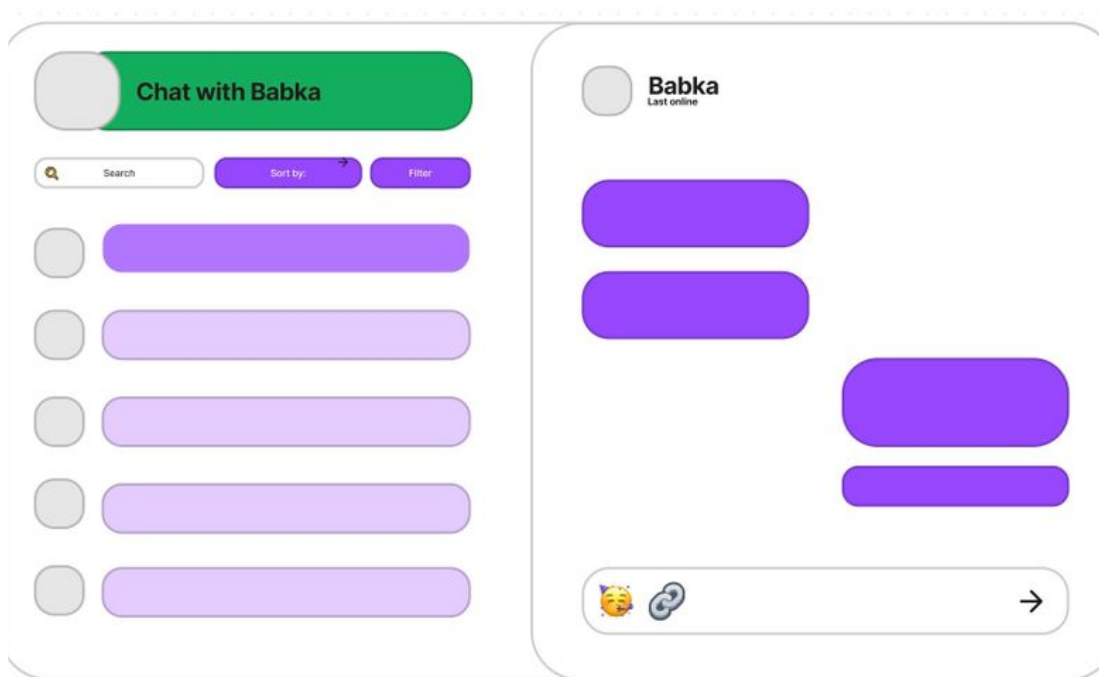 Chat with Babka
Search
Sort by:
Filter
Babka
Last online